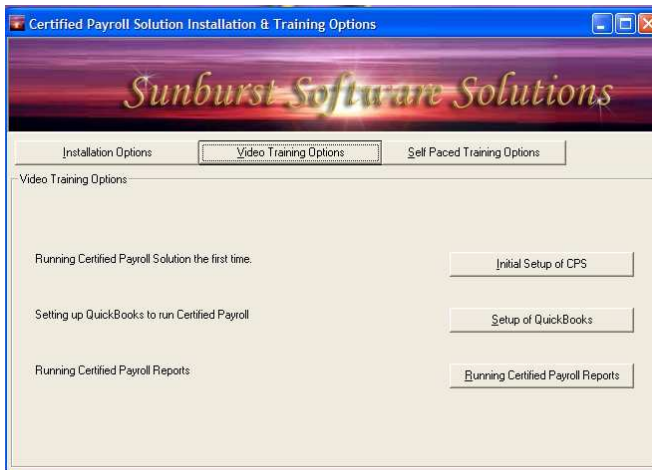 Certified Payroll Solution Installation & Training Options
Sunburst Software Solutions
Installation Options
Video Training Options
Self Paced Training Options
Video Training Options
Running Certified Payroll Solution the first time.
Initial Setup of CPS
Setting up QuickBooks to run Certified Payroll
Setup of QuickBooks
Running Certified Payroll Reports
Running Certified Payroll Reports